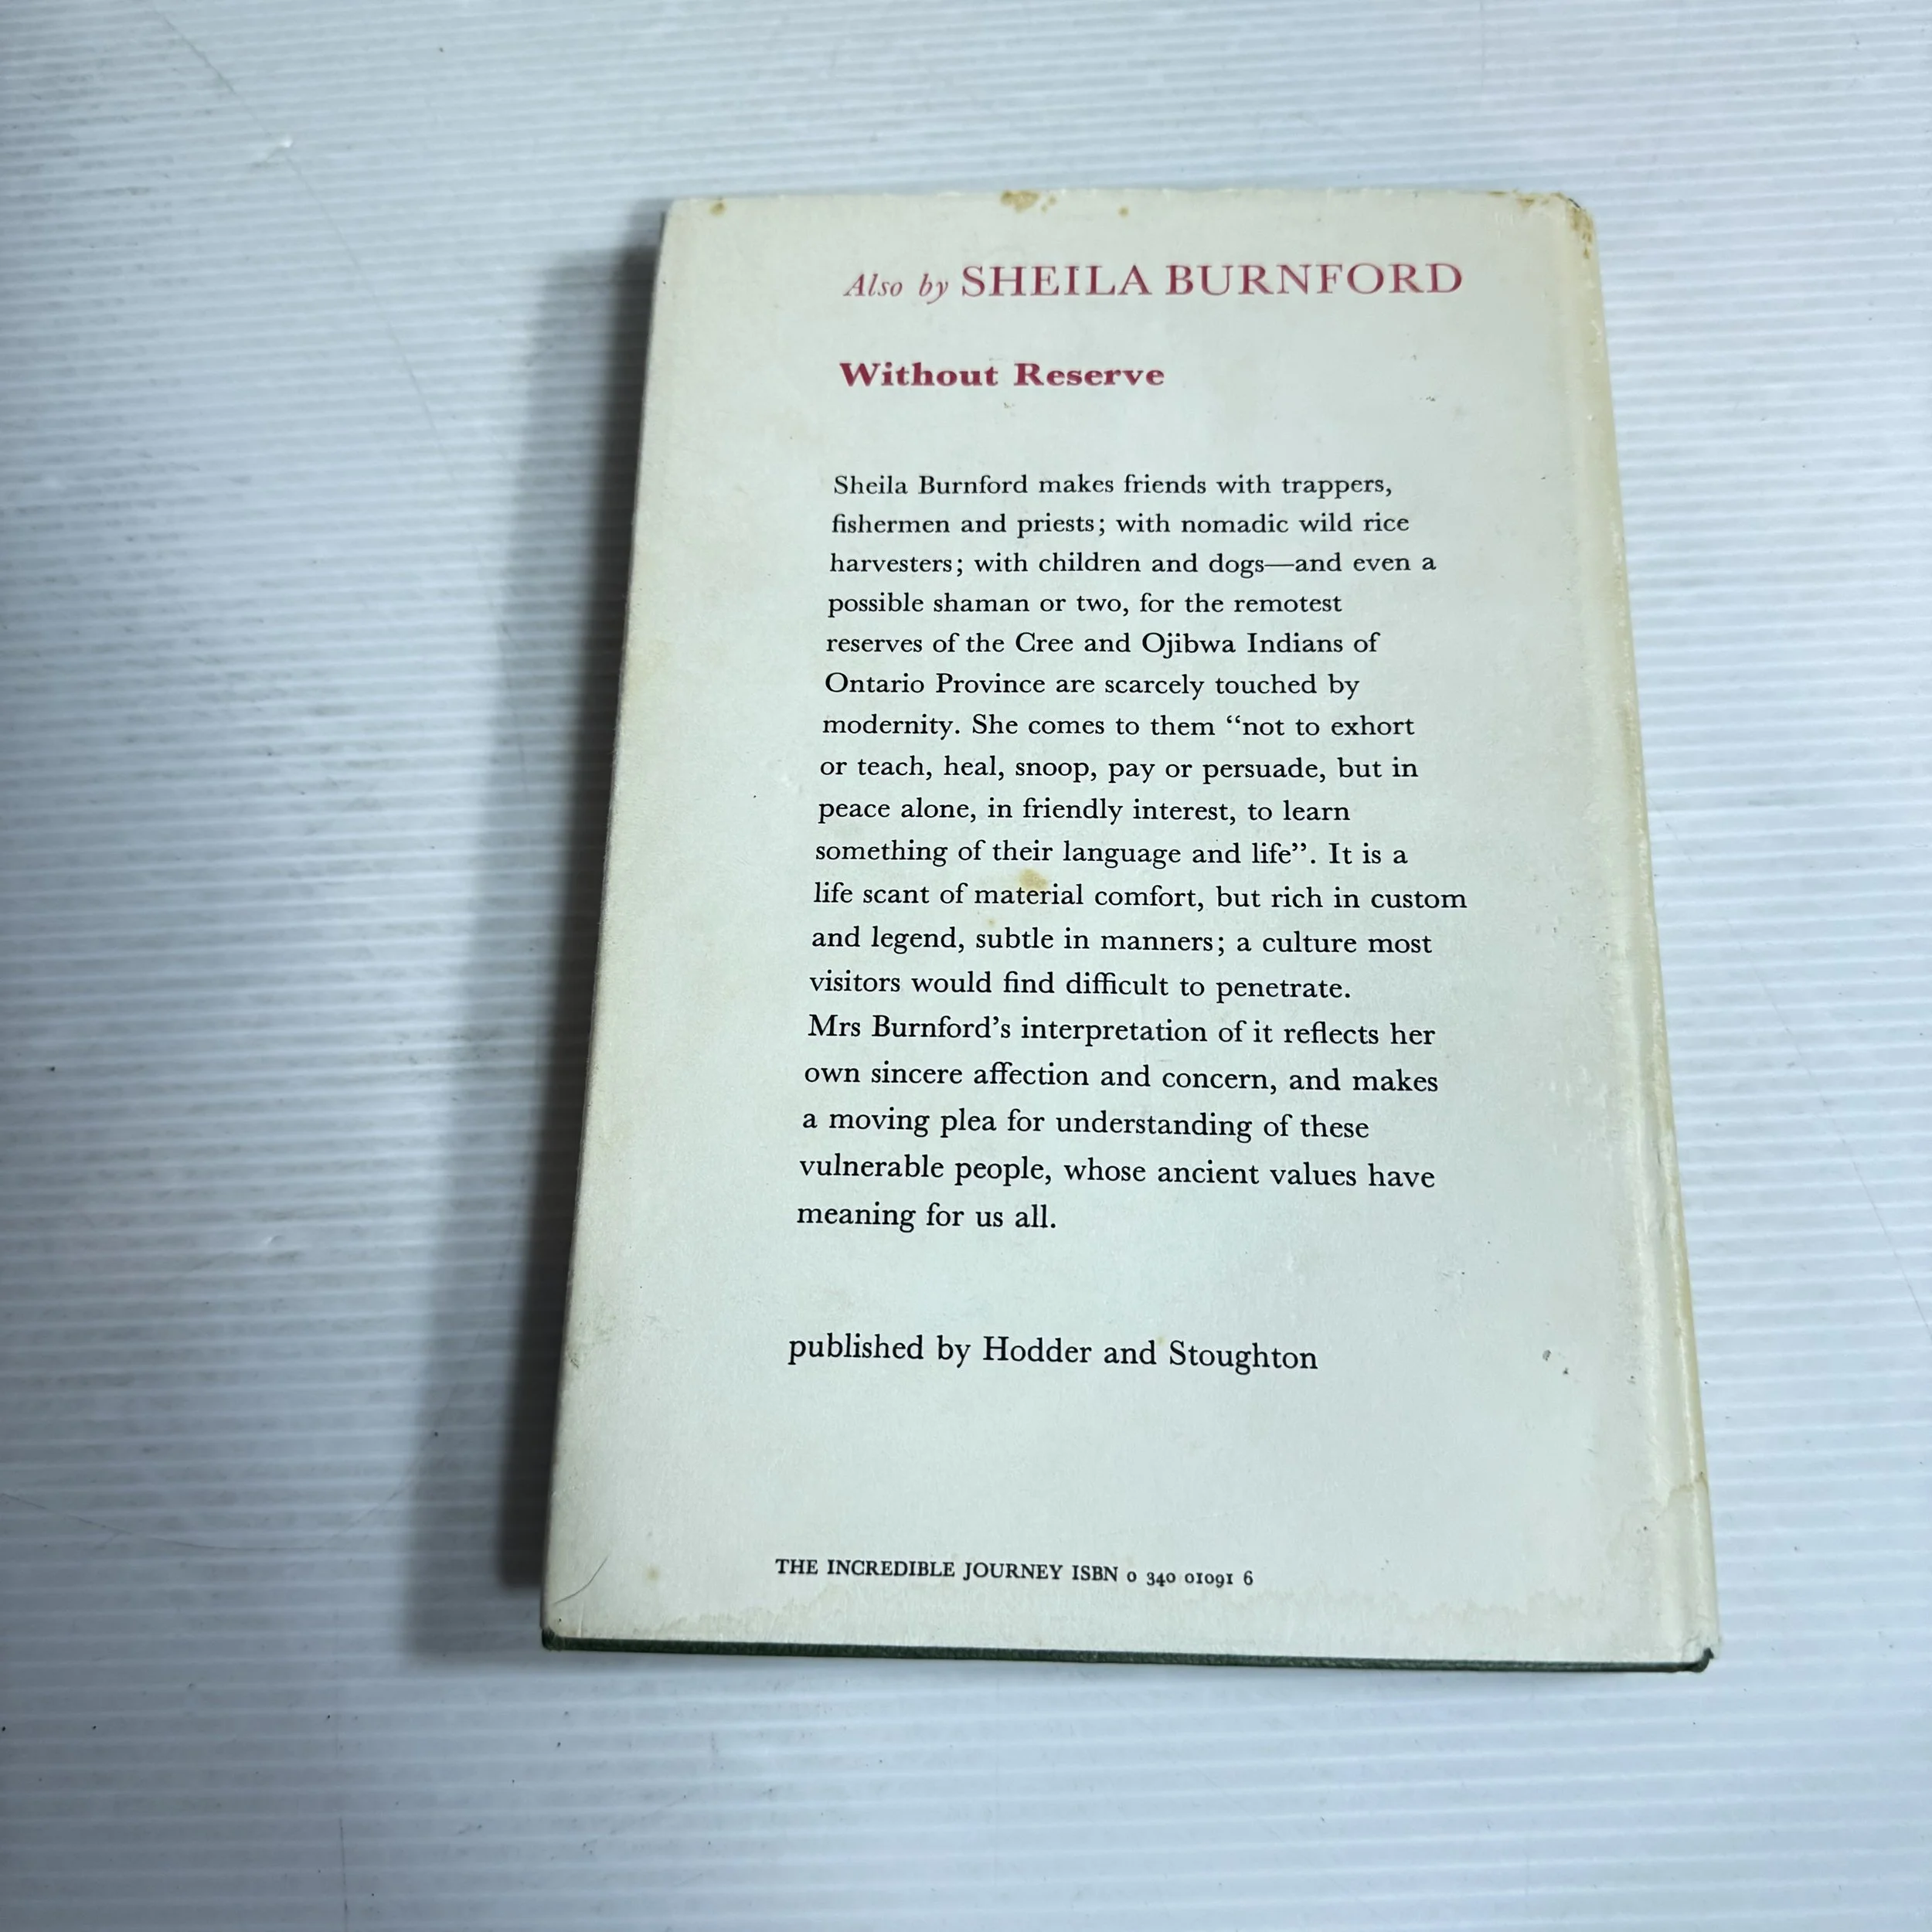 Also by SHEILA BURNFORD
Without Reserve
Sheila Burnford makes friends with trappers,
fishermen and priests; with nomadic wild rice
harvesters; with children and dogs—and even a
possible shaman or two, for the remotest
reserves of the Cree and Ojibwa Indians of
Ontario Province are scarcely touched by
modernity. She comes to them “not to exhort
or teach, heal, snoop, pay or persuade, but in
peace alone, in friendly interest, to learn
something of their language and life”. It is a
life scant of material comfort, but rich in custom
and legend, subtle in manners; a culture most
visitors would find difficult to penetrate.
Mrs Burnford’s interpretation of it reflects her
own sincere affection and concern, and makes
a moving plea for understanding of these
vulnerable people, whose ancient values have
meaning for us all.
published by Hodder and Stoughton
THE INCREDIBLE JOURNEY ISBN 0 340 01091 6